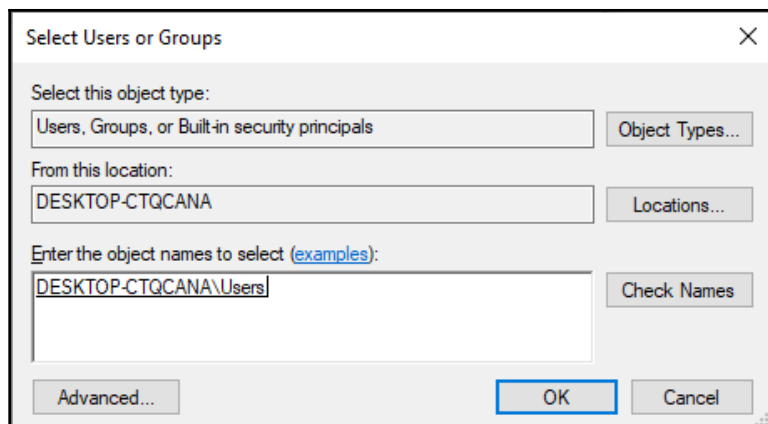 Select Users or Groups
Select this object type:
Users, Groups, or Built-in security principals
Object Types...
From this location:
DESKTOP-CTQCANA
Locations...
Enter the object names to select (examples):
DESKTOP-CTQCANA\Users
Check Names
Advanced...
OK
Cancel